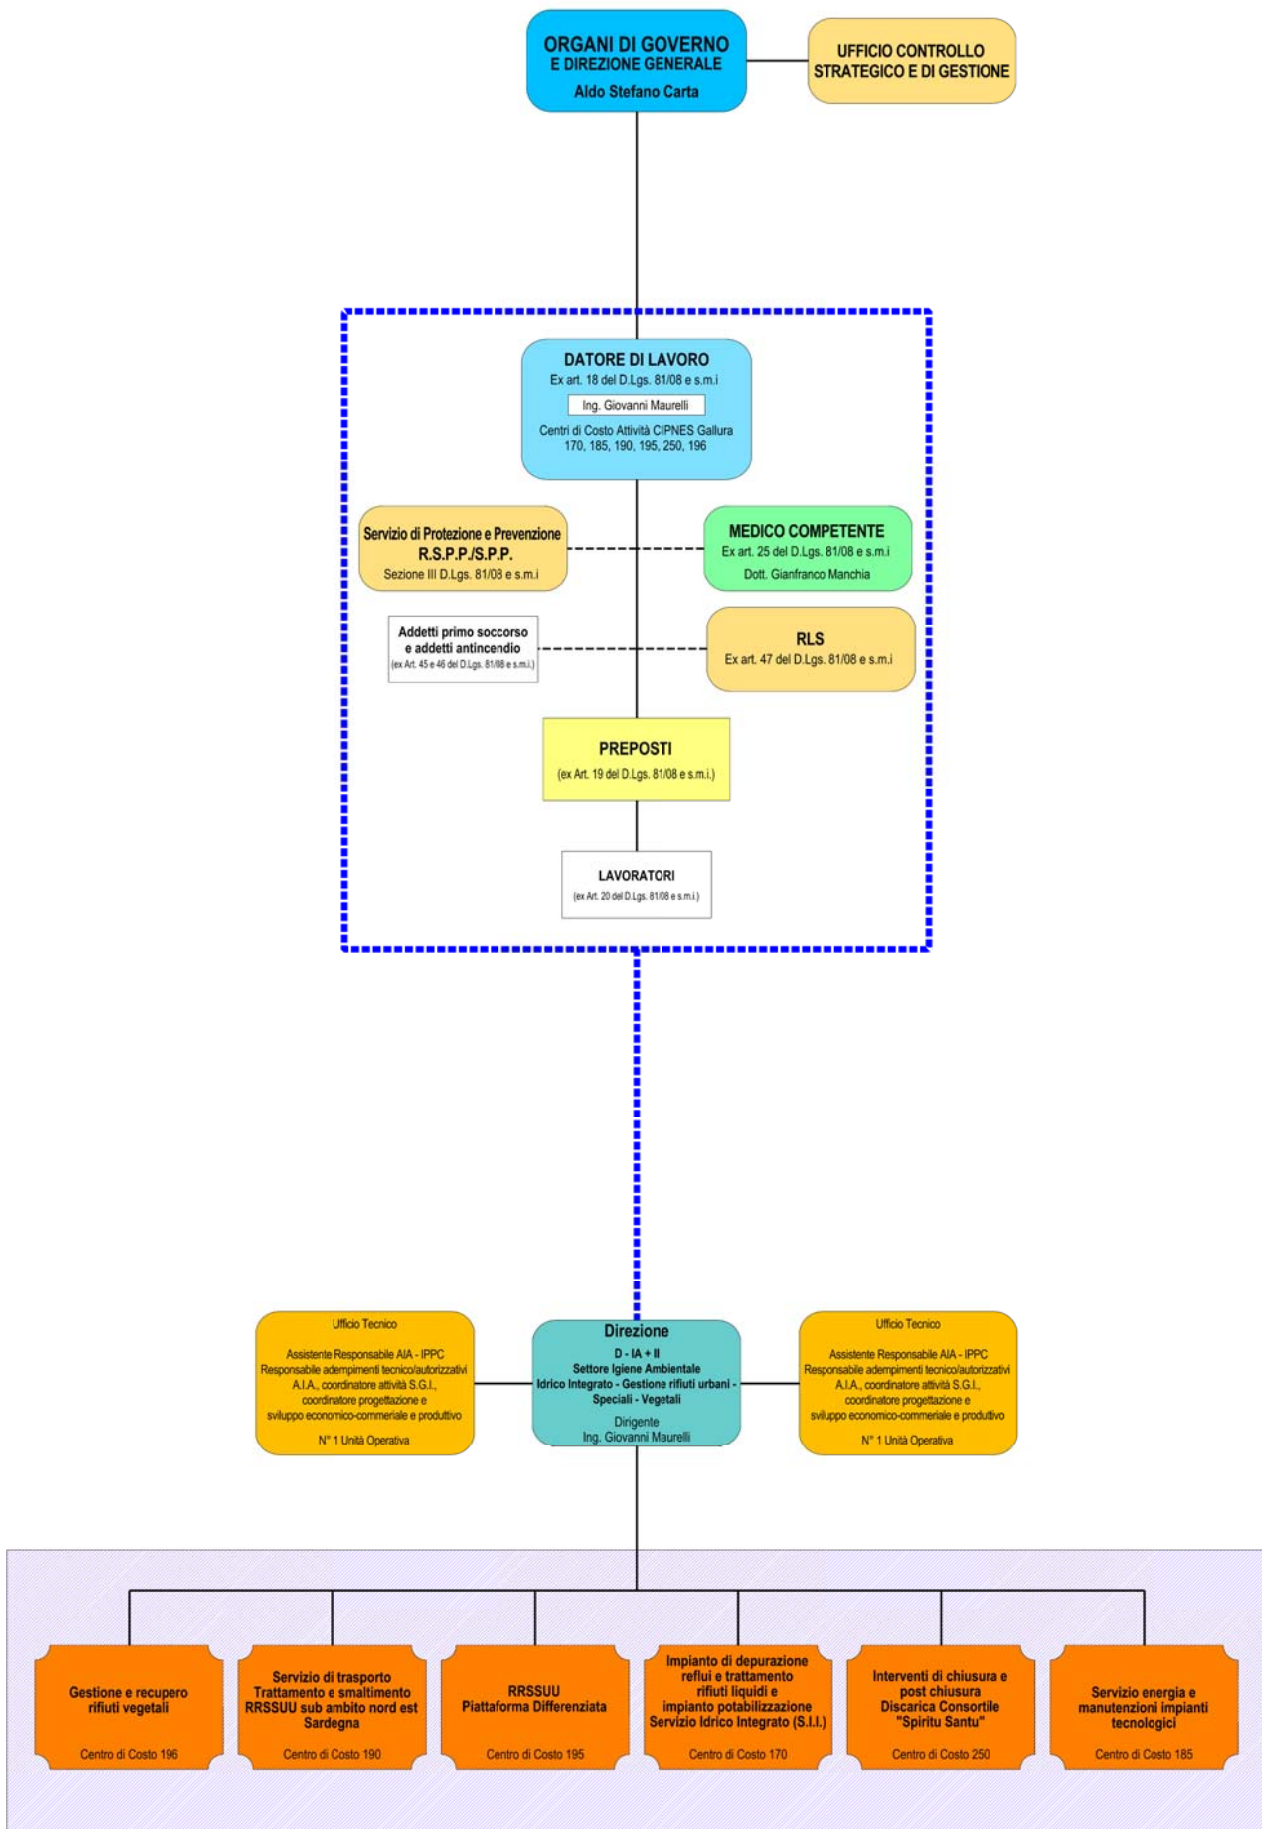 ORGANI DI GOVERNO
E DIREZIONE GENERALE
Aldo Stefano Carta
UFFICIO CONTROLLO
STRATEGICO E DI GESTIONE
DATORE DI LAVORO
Ex art. 18 del D.Lgs. 81/08 e s.m.i
Ing. Giovanni Maurelli
Centri di Costo Attività CIPNES Gallura
170, 185, 190, 195, 250, 196
Servizio di Protezione e Prevenzione
R.S.P.P./S.P.P.
Sezione III D.Lgs. 81/08 e s.m.i
MEDICO COMPETENTE
Ex art. 25 del D.Lgs. 81/08 e s.m.i
Dott. Gianfranco Manchia
Addetti primo soccorso
e addetti antincendio
(ex Art. 45 e 46 del D.Lgs. 81/08 e s.m.i.)
RLS
Ex art. 47 del D.Lgs. 81/08 e s.m.i
PREPOSTI
(ex Art. 19 del D.Lgs. 81/08 e s.m.i.)
LAVORATORI
(ex Art. 20 del D.Lgs. 81/08 e s.m.i.)
Ufficio Tecnico
Assistente Responsabile AIA - IPPC
Responsabile adempimenti tecnico/autorizzativi
A.I.A., coordinatore attività S.G.I.,
coordinatore progettazione e
sviluppo economico-commeriale e produttivo
N° 1 Unità Operativa
Direzione
D - IA + II
Settore Igiene Ambientale
Idrico Integrato - Gestione rifiuti urbani -
Speciali - Vegetali
Dirigente
Ing. Giovanni Maurelli
Ufficio Tecnico
Assistente Responsabile AIA - IPPC
Responsabile adempimenti tecnico/autorizzativi
A.I.A., coordinatore attività S.G.I.,
coordinatore progettazione e
sviluppo economico-commeriale e produttivo
N° 1 Unità Operativa
Gestione e recupero
rifiuti vegetali
Centro di Costo 196
Servizio di trasporto
Trattamento e smaltimento
RRSSUU sub ambito nord est
Sardegna
Centro di Costo 190
RRSSUU
Piattaforma Differenziata
Centro di Costo 195
Impianto di depurazione
reflui e trattamento
rifiuti liquidi e
impianto potabilizzazione
Servizio Idrico Integrato (S.I.I.)
Centro di Costo 170
Interventi di chiusura e
post chiusura
Discarica Consortile
"Spiritu Santu"
Centro di Costo 250
Servizio energia e
manutenzioni impianti
tecnologici
Centro di Costo 185